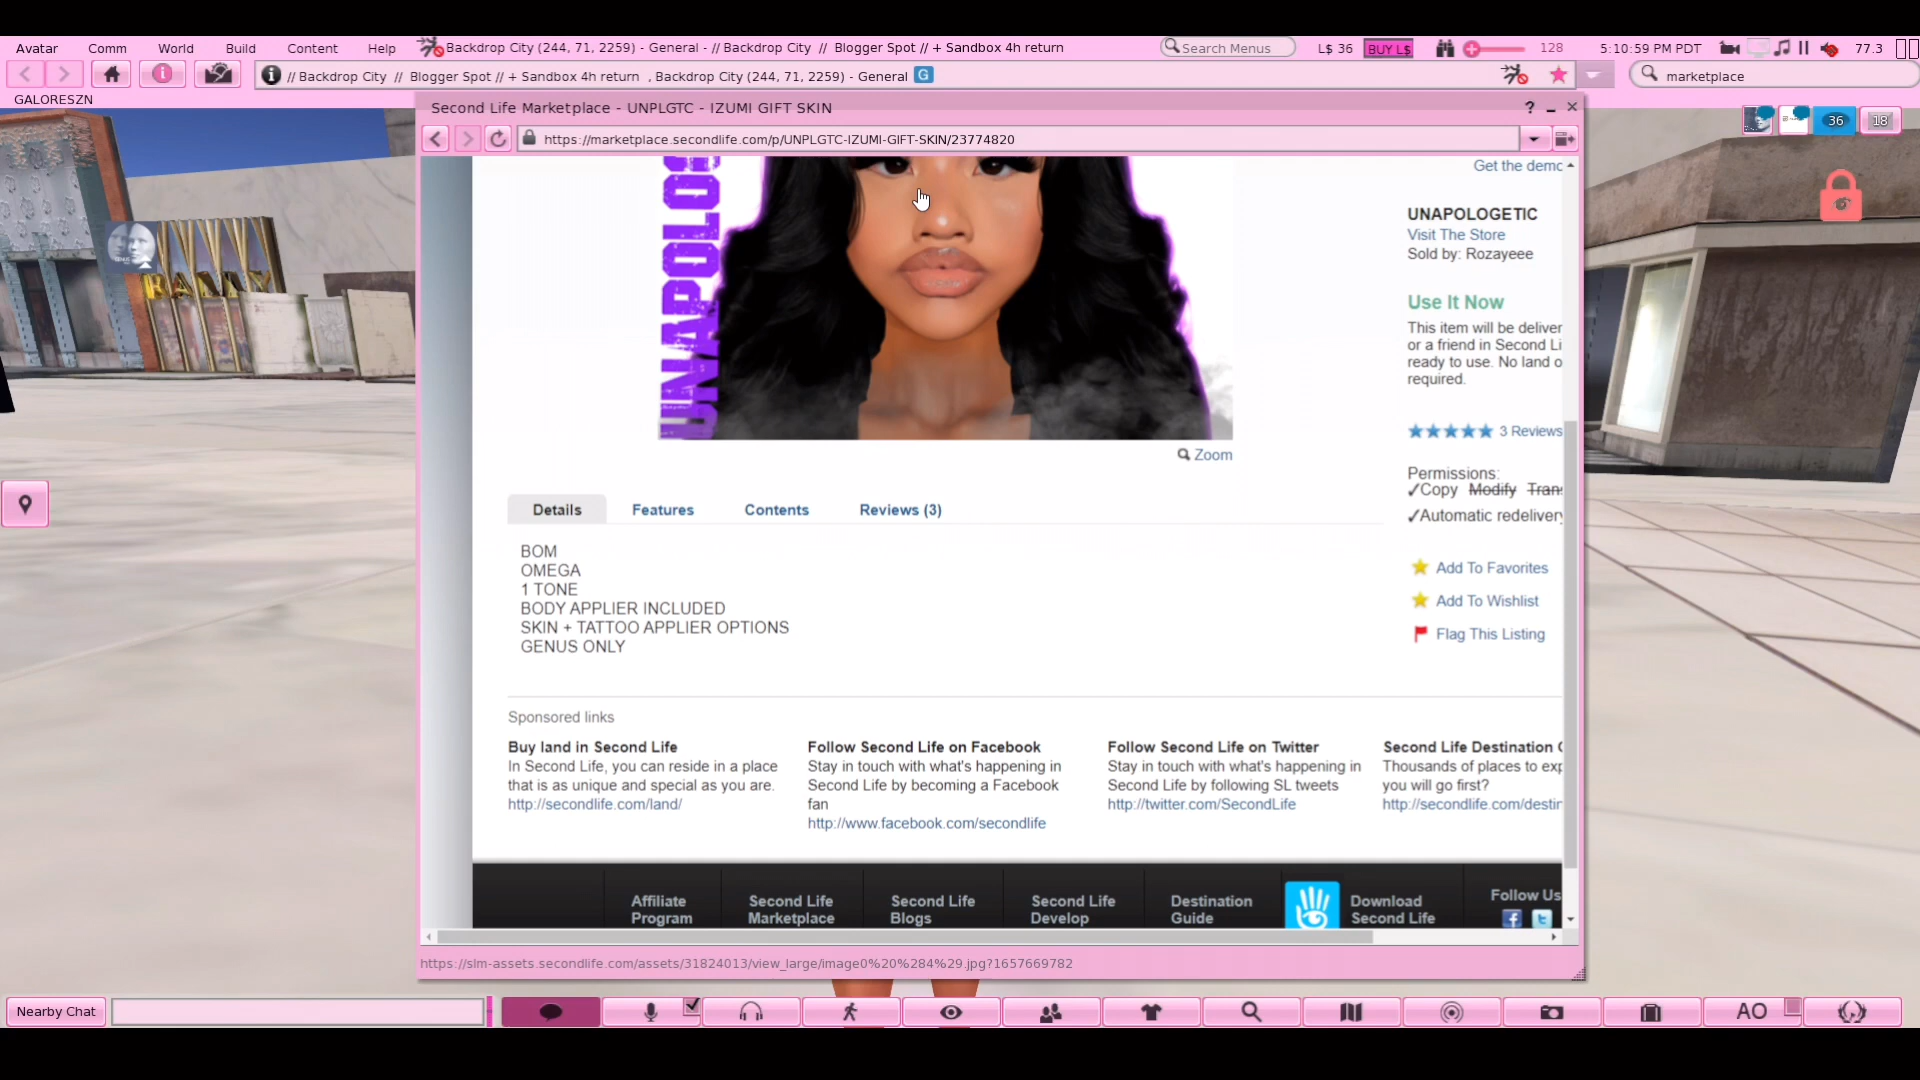 Avatar Comm World Build Content Help Backdrop City (244, 71, 2259) - General - // Backdrop City // Blogger Spot // + Sandbox 4h return Search Menus L$ 36 BUY L$ 128 5:10:59 PM PDT 77.3
// Backdrop City // Blogger Spot // + Sandbox 4h return , Backdrop City (244, 71, 2259) - General G marketplace
GALORESZN
Second Life Marketplace - UNPLGTC - IZUMI GIFT SKIN ?
36 18
https://marketplace.secondlife.com/p/UNPLGTC-IZUMI-GIFT-SKIN/23774820
Get the demo
UNAPOLOGETIC
Visit The Store
Sold by: Rozayeee
Use It Now
This item will be deliver
or a friend in Second Li
ready to use. No land o
required.
3 Reviews
Permissions:
✓Copy Modify Trans
✓Automatic redelivery
Add To Favorites
Add To Wishlist
Flag This Listing
UNAPOLOG
Zoom
Details Features Contents Reviews (3)
BOM
OMEGA
1 TONE
BODY APPLIER INCLUDED
SKIN + TATTOO APPLIER OPTIONS
GENUS ONLY
Sponsored links
Buy land in Second Life
In Second Life, you can reside in a place
that is as unique and special as you are.
http://secondlife.com/land/
Follow Second Life on Facebook
Stay in touch with what's happening in
Second Life by becoming a Facebook
fan
http://www.facebook.com/secondlife
Follow Second Life on Twitter
Stay in touch with what's happening in
Second Life by following SL tweets
http://twitter.com/SecondLife
Second Life Destination G
Thousands of places to exp
you will go first?
http://secondlife.com/destin
Affiliate
Program
Second Life
Marketplace
Second Life
Blogs
Second Life
Develop
Destination
Guide
Download
Second Life
Follow Us
https://slm-assets.secondlife.com/assets/31824013/view_large/image0%20%284%29.jpg?1657669782
Nearby Chat AO